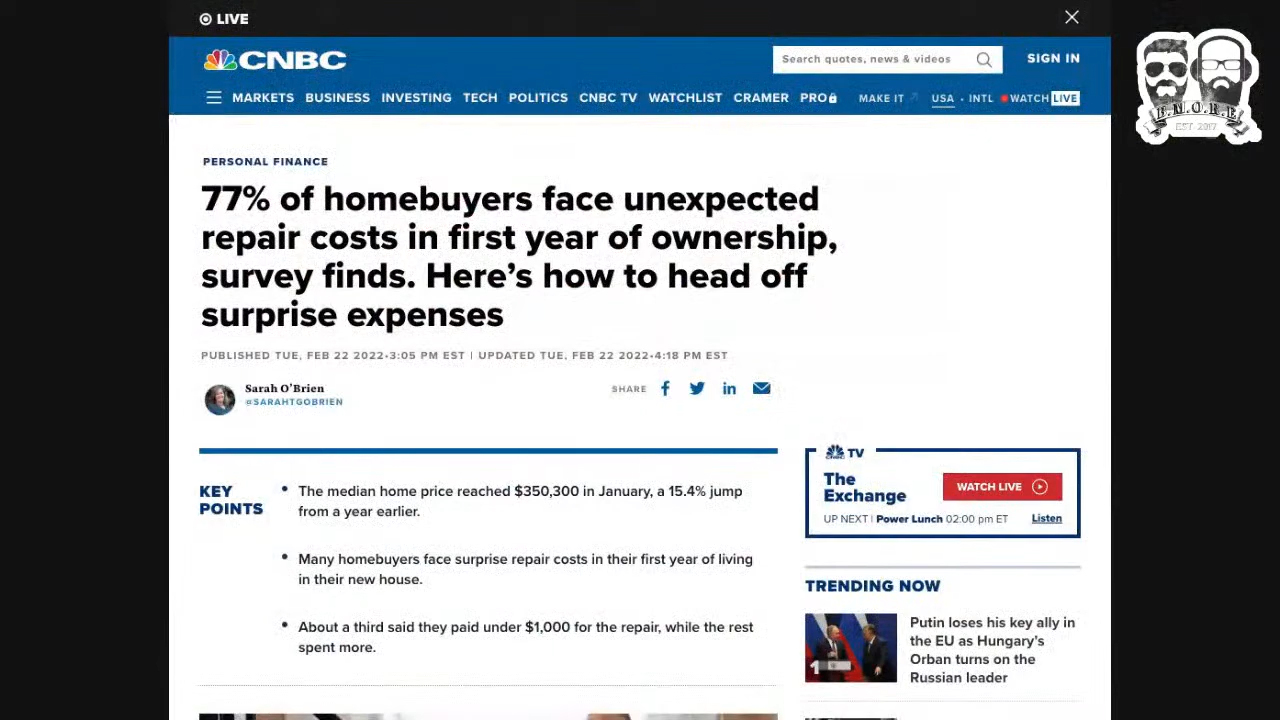 LIVE
CNBC
Search quotes, news & videos
SIGN IN
MARKETS BUSINESS INVESTING TECH POLITICS CNBC TV WATCHLIST CRAMER PRO MAKE IT USA • INTL WATCH LIVE
B.M.O.R.E
EST. 2017
PERSONAL FINANCE
77% of homebuyers face unexpected
repair costs in first year of ownership,
survey finds. Here’s how to head off
surprise expenses
PUBLISHED TUE, FEB 22 2022•3:05 PM EST | UPDATED TUE, FEB 22 2022•4:18 PM EST
Sarah O’Brien
@SARAHTGOBRIEN
SHARE
KEY
POINTS
• The median home price reached $350,300 in January, a 15.4% jump
from a year earlier.
• Many homebuyers face surprise repair costs in their first year of living
in their new house.
• About a third said they paid under $1,000 for the repair, while the rest
spent more.
CNBC TV
The
Exchange
WATCH LIVE
UP NEXT | Power Lunch 02:00 pm ET
Listen
TRENDING NOW
1
Putin loses his key ally in
the EU as Hungary’s
Orban turns on the
Russian leader